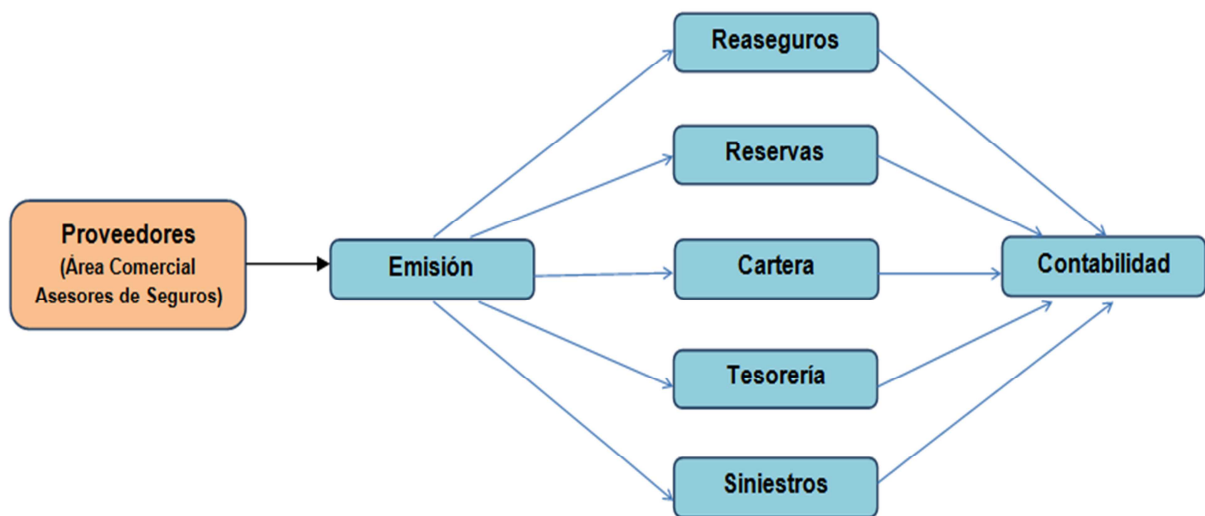 Proveedores
(Área Comercial
Asesores de Seguros)
Emisión
Reaseguros
Reservas
Cartera
Tesorería
Siniestros
Contabilidad